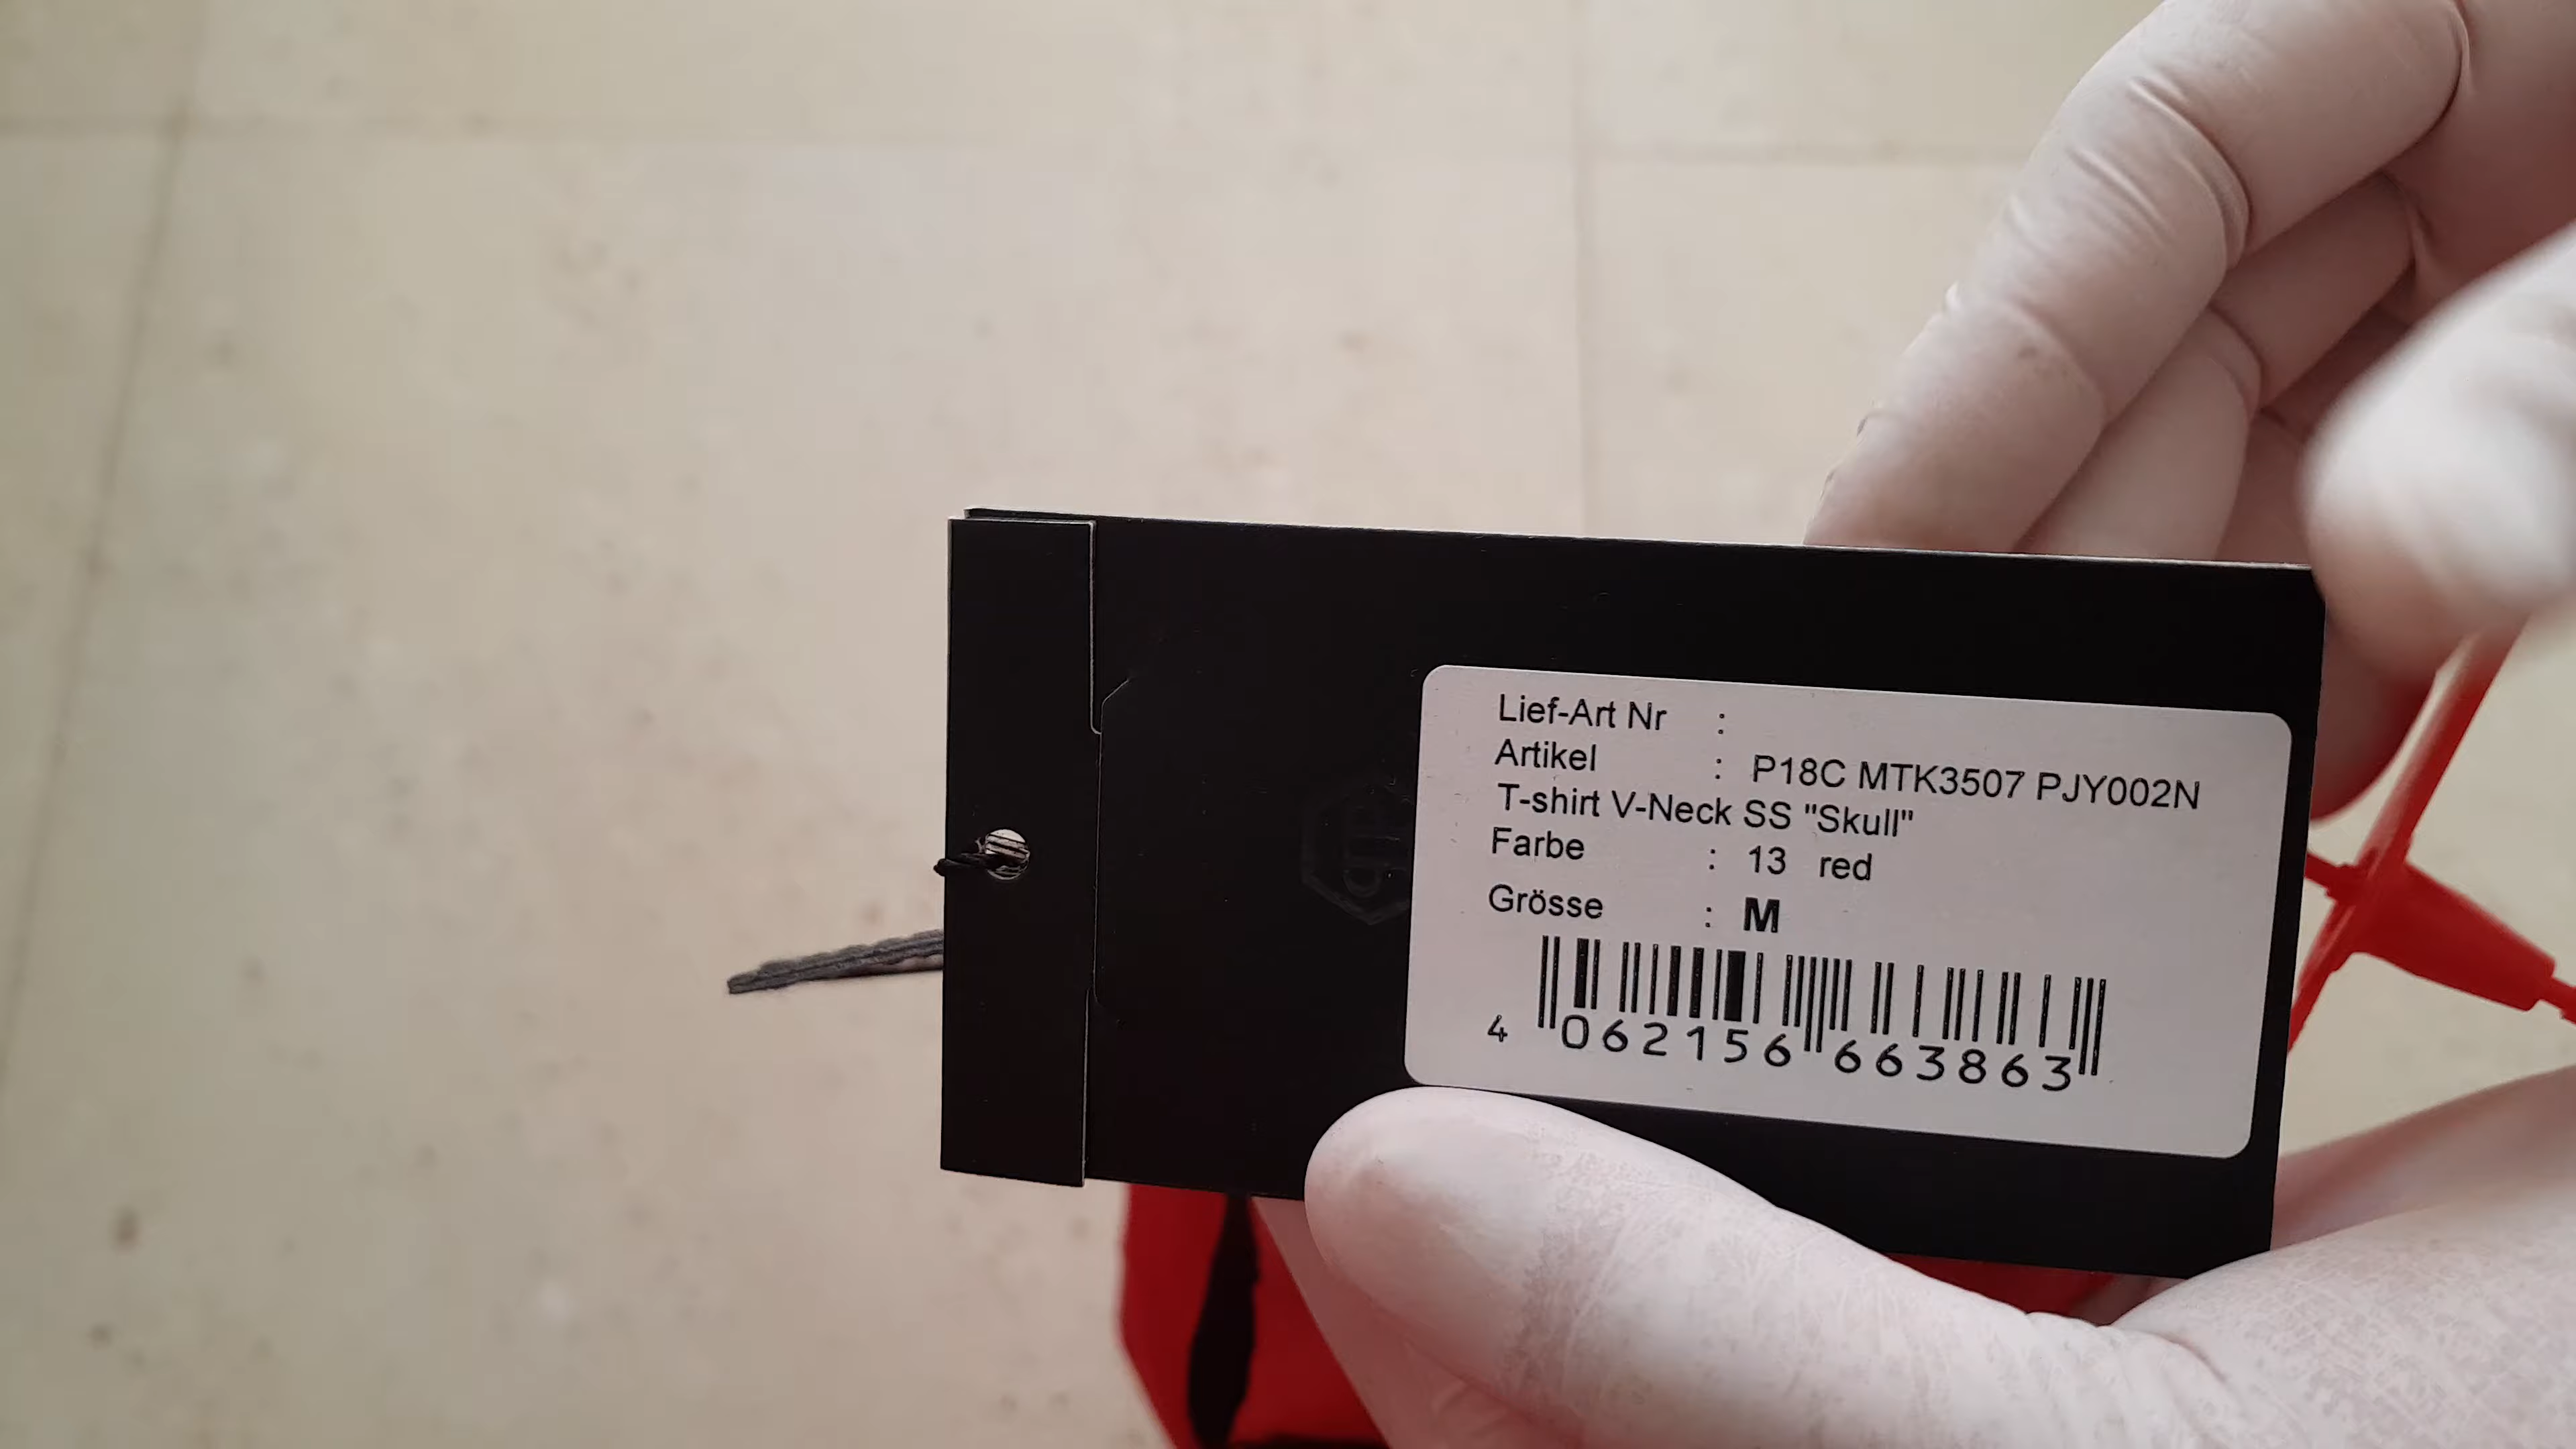 Lief-Art Nr :
Artikel : P18C MTK3507 PJY002N
T-shirt V-Neck SS "Skull"
Farbe : 13 red
Grösse : M
4 062156 663863